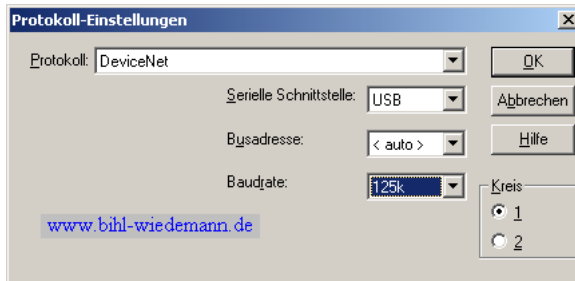 Protokoll-Einstellungen
Protokoll: DeviceNet
OK
Serielle Schnittstelle: USB
Abbrechen
Busadresse: < auto >
Hilfe
Baudrate: 125k
Kreis
1
2
www.bihl-wiedemann.de